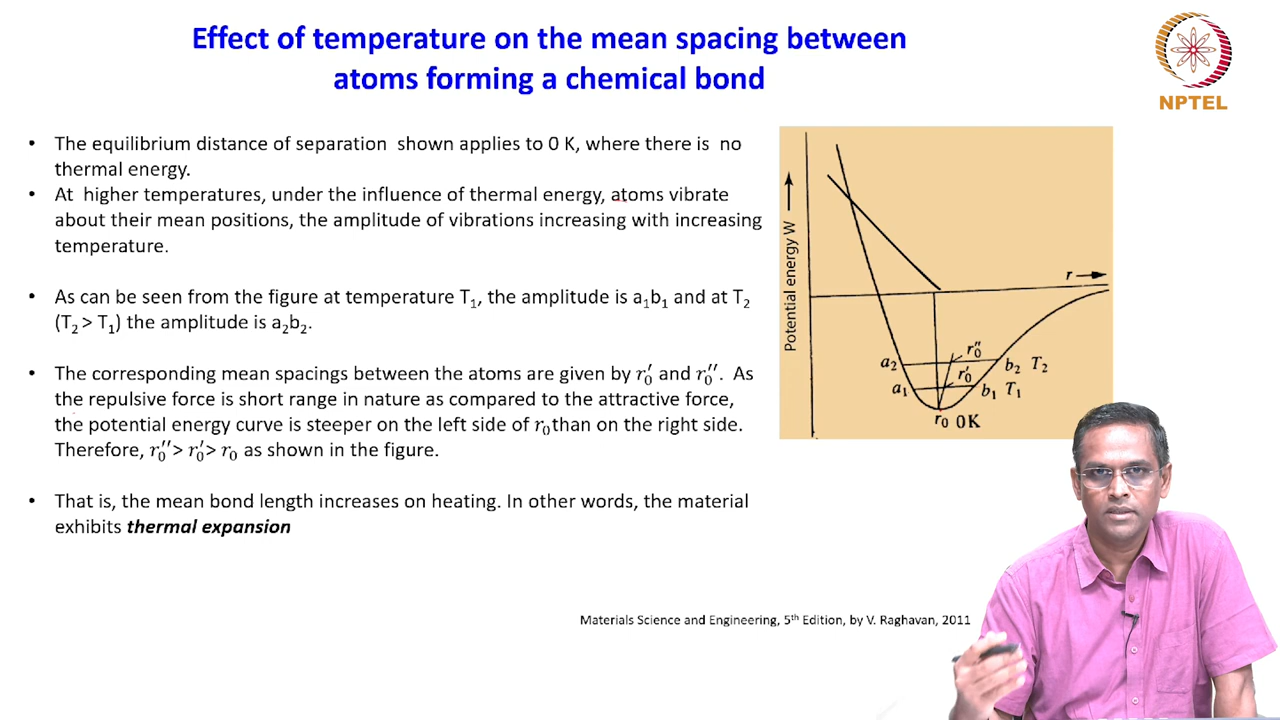 Effect of temperature on the mean spacing between
atoms forming a chemical bond
NPTEL
• The equilibrium distance of separation shown applies to 0 K, where there is no
thermal energy.
• At higher temperatures, under the influence of thermal energy, atoms vibrate
about their mean positions, the amplitude of vibrations increasing with increasing
temperature.
• As can be seen from the figure at temperature T₁, the amplitude is a₁b₁ and at T₂
(T₂ > T₁) the amplitude is a₂b₂.
• The corresponding mean spacings between the atoms are given by r₀′ and r₀′′. As
the repulsive force is short range in nature as compared to the attractive force,
the potential energy curve is steeper on the left side of r₀ than on the right side.
Therefore, r₀′′> r₀′> r₀ as shown in the figure.
• That is, the mean bond length increases on heating. In other words, the material
exhibits thermal expansion
Potential energy W
r
r₀′′
a₂
b₂ T₂
r₀′
a₁
b₁ T₁
r₀ 0K
Materials Science and Engineering, 5th Edition, by V. Raghavan, 2011